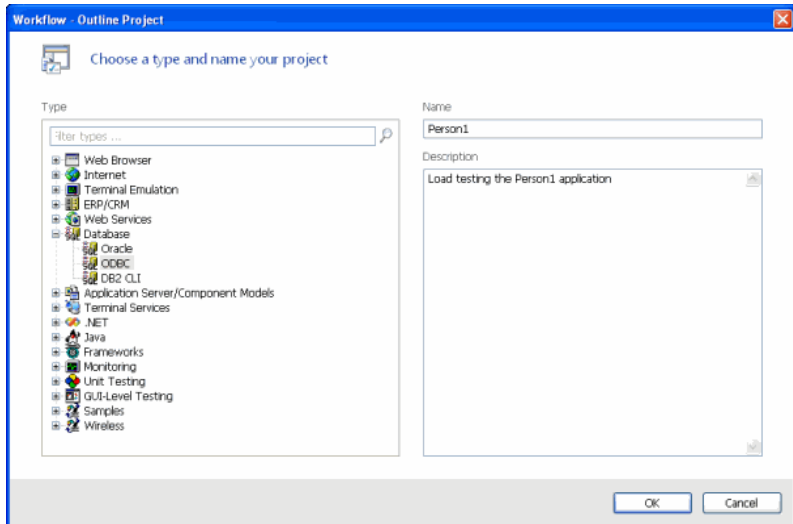 Workflow - Outline Project
Choose a type and name your project
Type
filter types ...
Web Browser
Internet
Terminal Emulation
ERP/CRM
Web Services
Database
Oracle
ODBC
DB2 CLI
Application Server/Component Models
Terminal Services
.NET
Java
Frameworks
Monitoring
Unit Testing
GUI-Level Testing
Samples
Wireless
Name
Person1
Description
Load testing the Person1 application
OK
Cancel